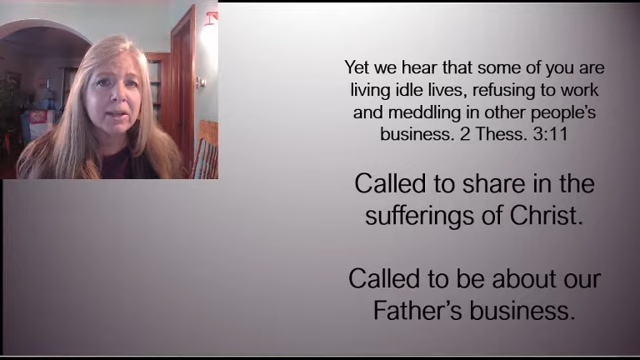 Yet we hear that some of you are
living idle lives, refusing to work
and meddling in other people's
business. 2 Thess. 3:11
Called to share in the
sufferings of Christ.
Called to be about our
Father's business.